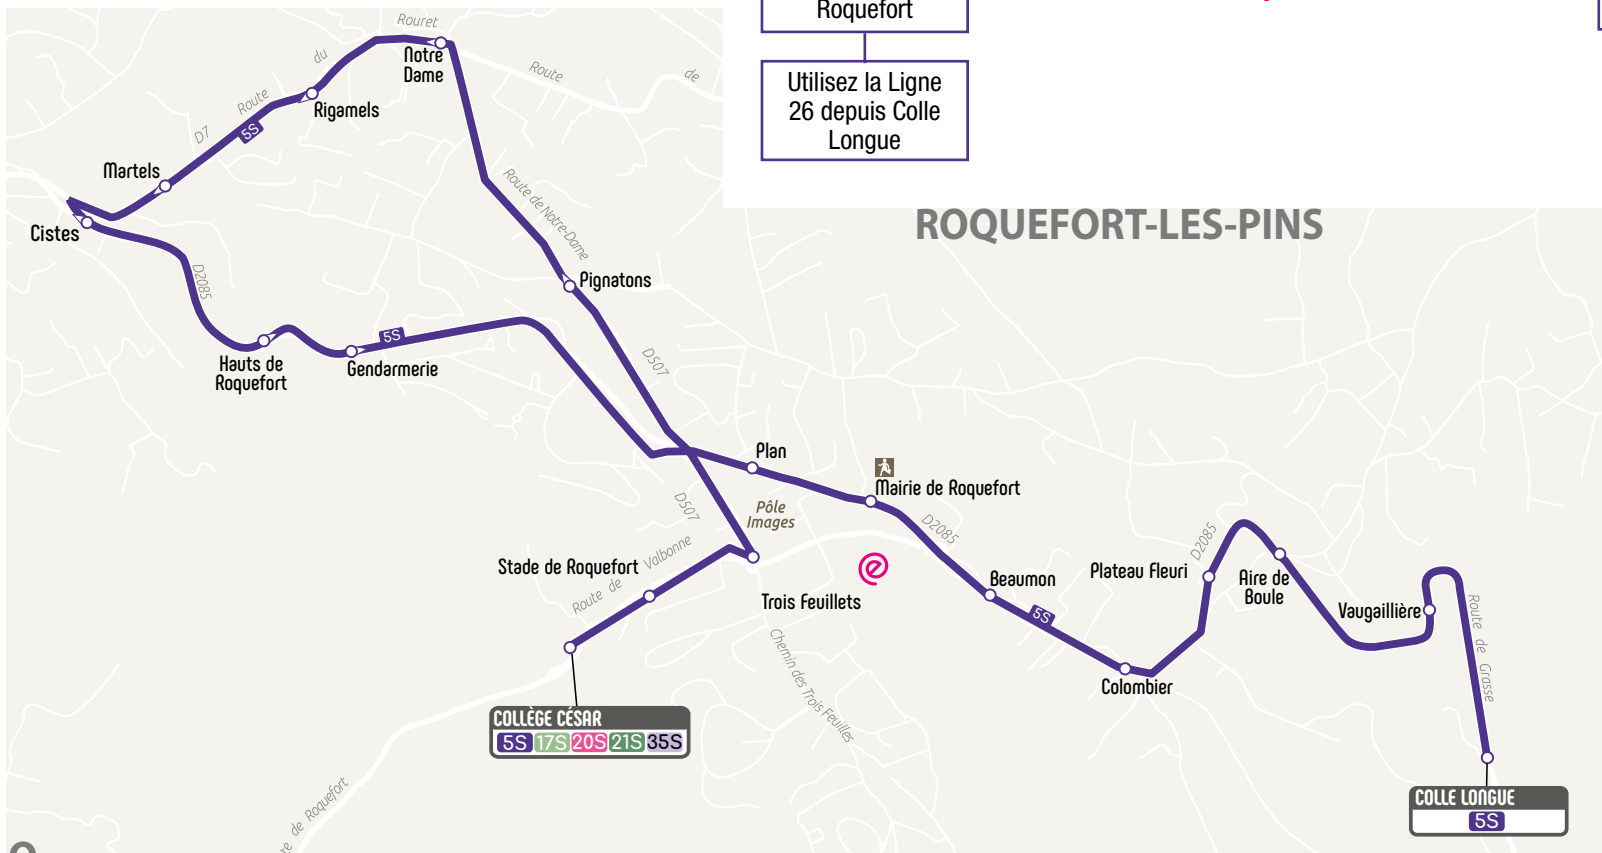 Roquefort
Utilisez la Ligne
26 depuis Colle
Longue
ROQUEFORT-LES-PINS
Rouret
du
Route
D7
Notre
Dame
Route
de
Rigamels
5S
Martels
Cistes
D2085
Route de Notre-Dame
Pignatons
5S
Hauts de
Roquefort
Gendarmerie
D507
Plan
Mairie de Roquefort
D507
Pôle
Images
D2085
Stade de Roquefort
Route de Valbonne
Trois Feuillets
Beaumon
5S
Plateau Fleuri
D2085
Aire de
Boule
Vaugaillière
Route de Grasse
Colombier
Chemin des Trois Feuilles
COLLÈGE CÉSAR
5S 17S 20S 21S 35S
COLLE LONGUE
5S
de Roquefort